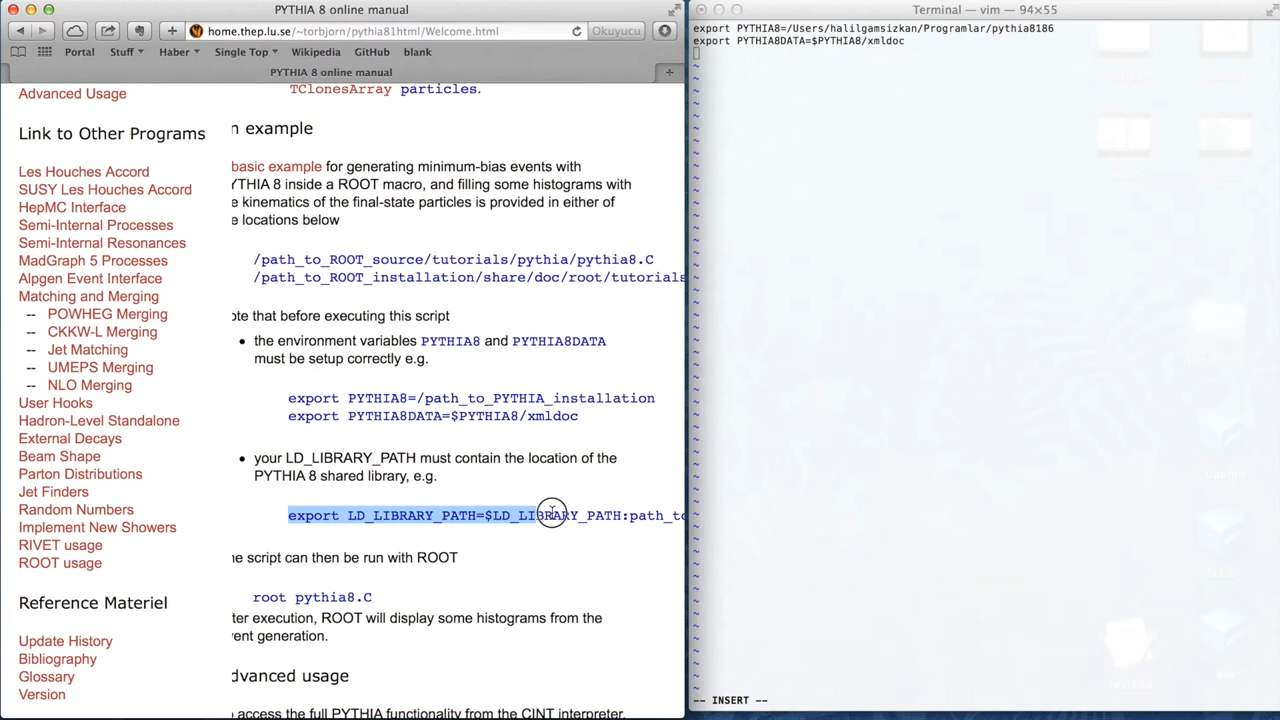 PYTHIA 8 online manual
home.thep.lu.se/~torbjorn/pythia81html/Welcome.html
Okuyucu
Portal Stuff Haber Single Top Wikipedia GitHub blank
PYTHIA 8 online manual
Advanced Usage
Link to Other Programs
Les Houches Accord
SUSY Les Houches Accord
HepMC Interface
Semi-Internal Processes
Semi-Internal Resonances
MadGraph 5 Processes
Alpgen Event Interface
Matching and Merging
-- POWHEG Merging
-- CKKW-L Merging
-- Jet Matching
-- UMEPS Merging
-- NLO Merging
User Hooks
Hadron-Level Standalone
External Decays
Beam Shape
Parton Distributions
Jet Finders
Random Numbers
Implement New Showers
RIVET usage
ROOT usage
Reference Materiel
Update History
Bibliography
Glossary
Version
TClonesArray particles.
n example
basic example for generating minimum-bias events with
YTHIA 8 inside a ROOT macro, and filling some histograms with
e kinematics of the final-state particles is provided in either of
e locations below
/path_to_ROOT_source/tutorials/pythia/pythia8.C
/path_to_ROOT_installation/share/doc/root/tutorials
ote that before executing this script
• the environment variables PYTHIA8 and PYTHIA8DATA
must be setup correctly e.g.
export PYTHIA8=/path_to_PYTHIA_installation
export PYTHIA8DATA=$PYTHIA8/xmldoc
• your LD_LIBRARY_PATH must contain the location of the
PYTHIA 8 shared library, e.g.
export LD_LIBRARY_PATH=$LD_LIBRARY_PATH:path_to
he script can then be run with ROOT
root pythia8.C
ter execution, ROOT will display some histograms from the
vent generation.
dvanced usage
o access the full PYTHIA functionality from the CINT interpreter,
Terminal — vim — 94×55
export PYTHIA8=/Users/halilgamsizkan/Programlar/pythia8186
export PYTHIA8DATA=$PYTHIA8/xmldoc
-- INSERT --